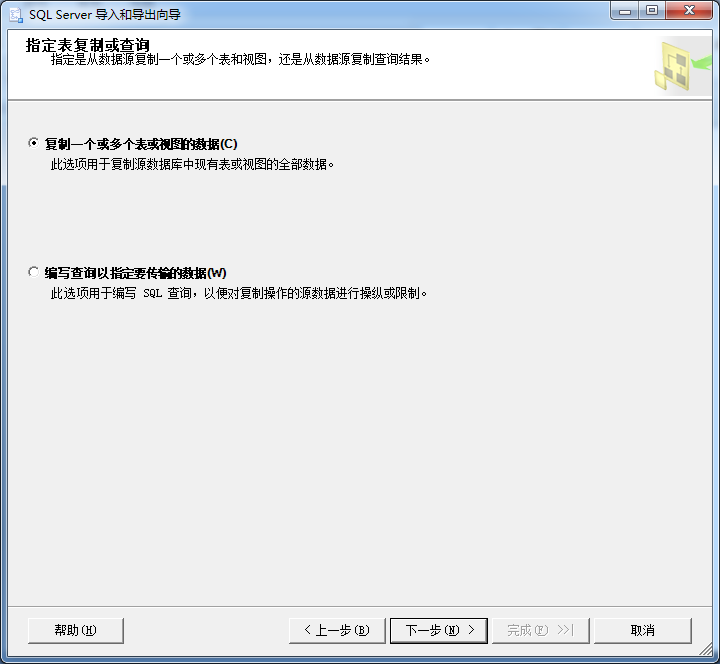 SQL Server 导入和导出向导
指定表复制或查询
指定是从数据源复制一个或多个表和视图，还是从数据源复制查询结果。
复制一个或多个表或视图的数据(C)
此选项用于复制源数据库中现有表或视图的全部数据。
编写查询以指定要传输的数据(W)
此选项用于编写 SQL 查询，以便对复制操作的源数据进行操纵或限制。
帮助(H) < 上一步(B) 下一步(N) > 完成(F) >>| 取消